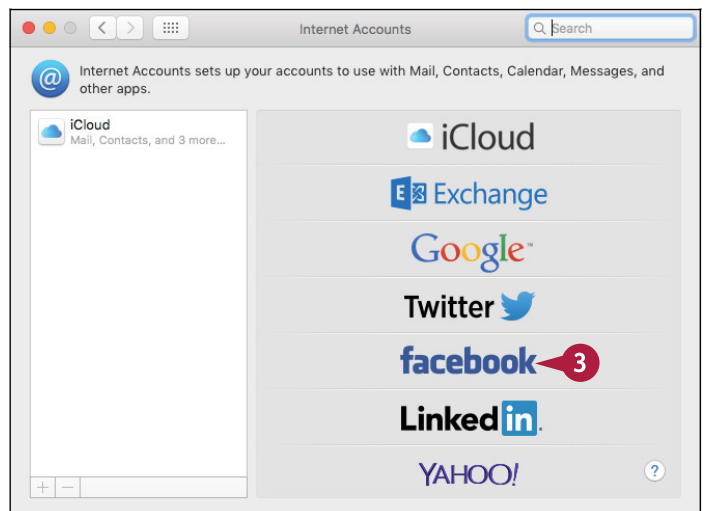 Internet Accounts
Search
Internet Accounts sets up your accounts to use with Mail, Contacts, Calendar, Messages, and
other apps.
iCloud
Mail, Contacts, and 3 more...
iCloud
E Exchange
Google™
Twitter
facebook
3
Linked in.
YAHOO!
?